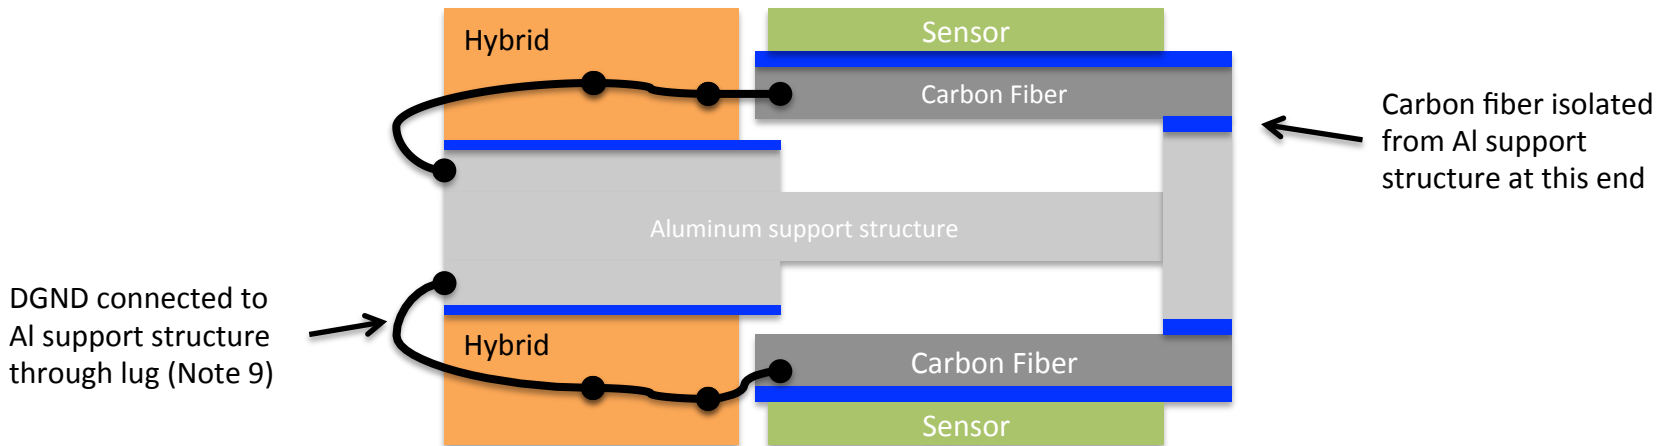 Hybrid
Sensor
Carbon Fiber
Carbon fiber isolated
from Al support
structure at this end
Aluminum support structure
DGND connected to
Al support structure
through lug (Note 9)
Hybrid
Carbon Fiber
Sensor